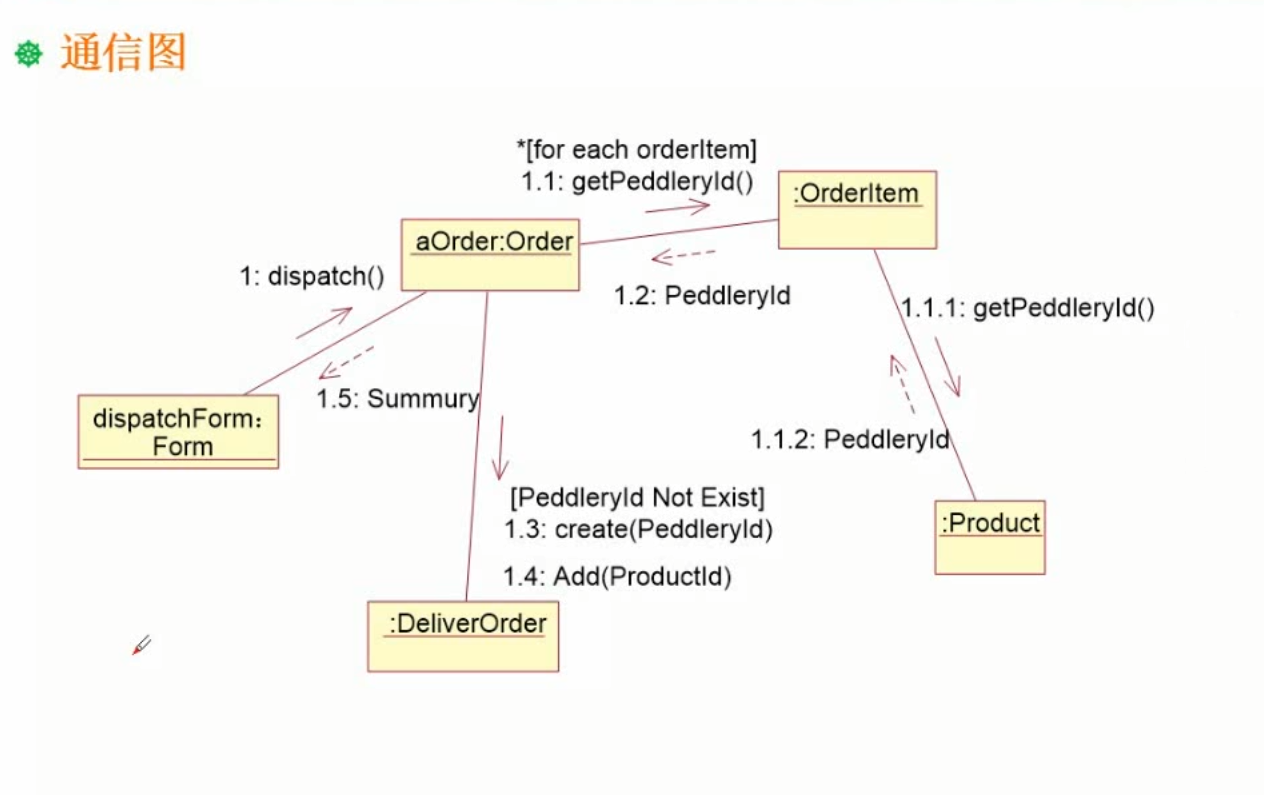 通信图
*[for each orderItem]
1.1: getPeddleryId()
:OrderItem
aOrder:Order
1: dispatch()
1.2: PeddleryId
1.1.1: getPeddleryId()
1.5: Summury
dispatchForm:
Form
1.1.2: PeddleryId
[PeddleryId Not Exist]
1.3: create(PeddleryId)
:Product
1.4: Add(ProductId)
:DeliverOrder